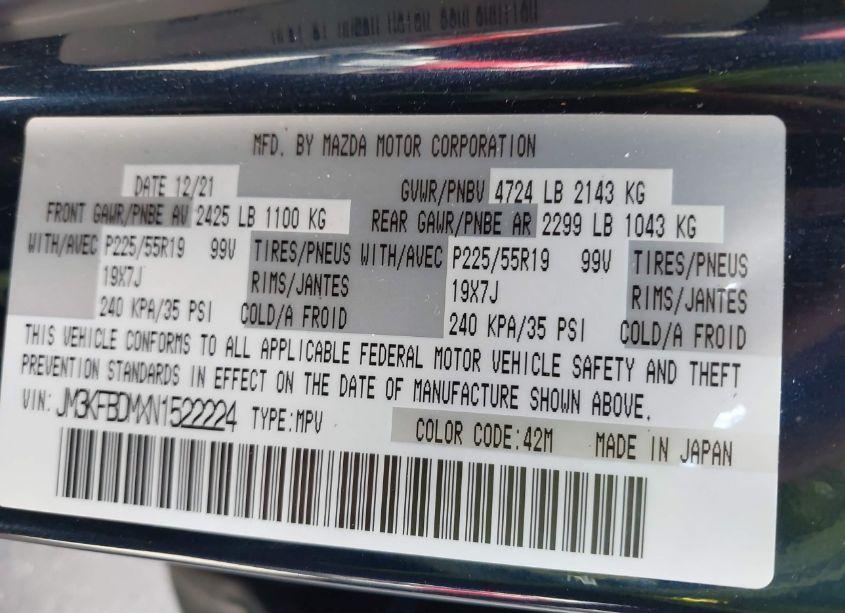 MFD. BY MAZDA MOTOR CORPORATION
DATE 12/21 GVWR/PNBV 4724 LB 2143 KG
FRONT GAWR/PNBE AV 2425 LB 1100 KG REAR GAWR/PNBE AR 2299 LB 1043 KG
WITH/AVEC P225/55R19 99V TIRES/PNEUS WITH/AVEC P225/55R19 99V TIRES/PNEUS
19X7J RIMS/JANTES 19X7J RIMS/JANTES
240 KPA/35 PSI COLD/A FROID 240 KPA/35 PSI COLD/A FROID
THIS VEHICLE CONFORMS TO ALL APPLICABLE FEDERAL MOTOR VEHICLE SAFETY AND THEFT
PREVENTION STANDARDS IN EFFECT ON THE DATE OF MANUFACTURE SHOWN ABOVE.
VIN: JM3KFBDMXN1522224 TYPE:MPV COLOR CODE:42M MADE IN JAPAN